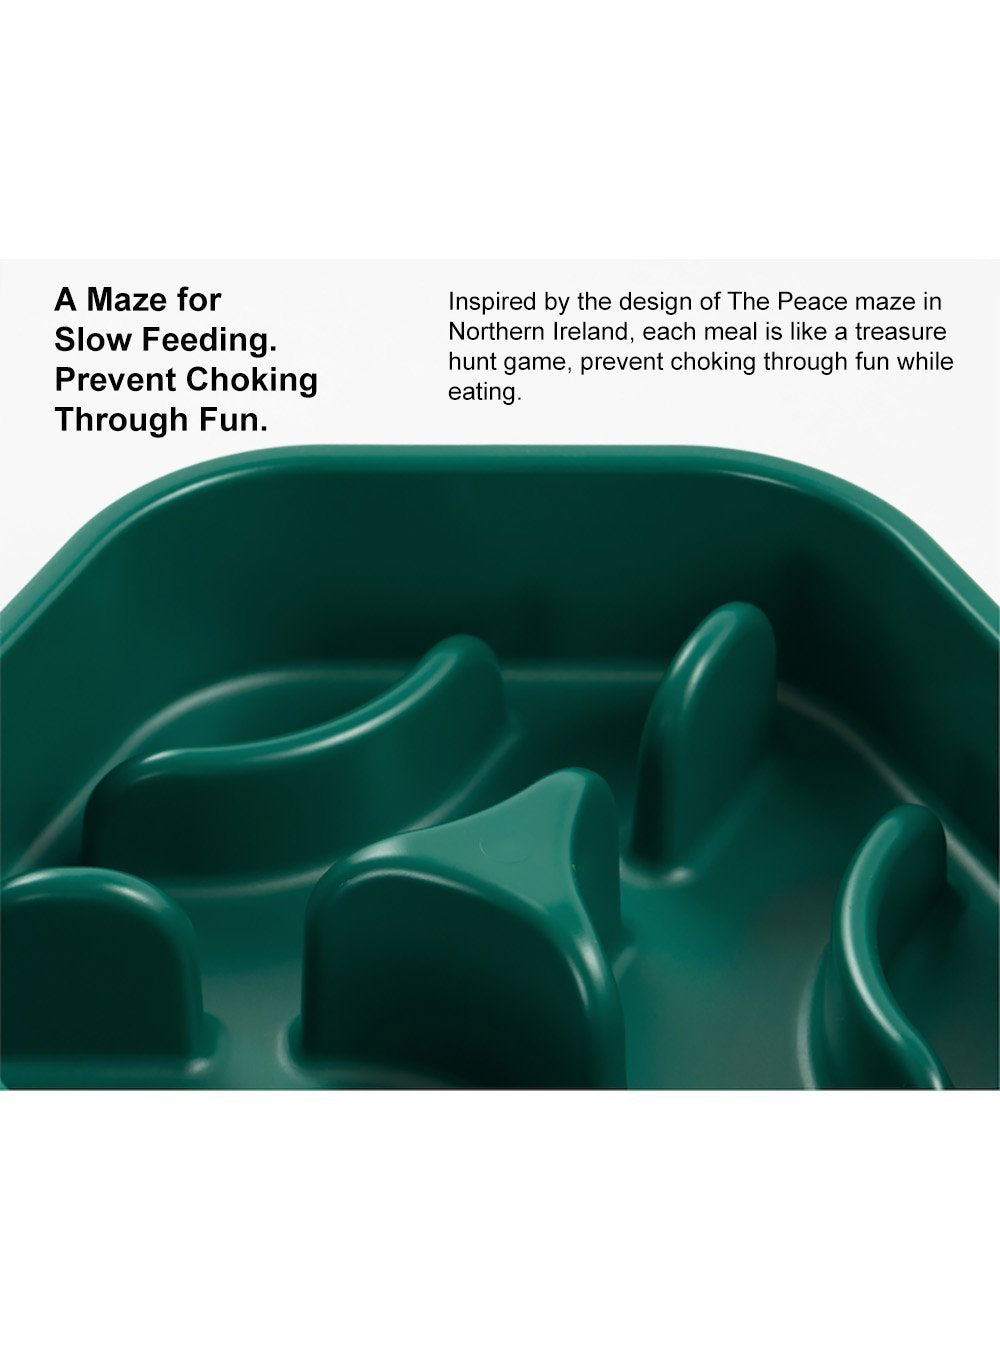 A Maze for
Slow Feeding.
Prevent Choking
Through Fun.
Inspired by the design of The Peace maze in
Northern Ireland, each meal is like a treasure
hunt game, prevent choking through fun while
eating.